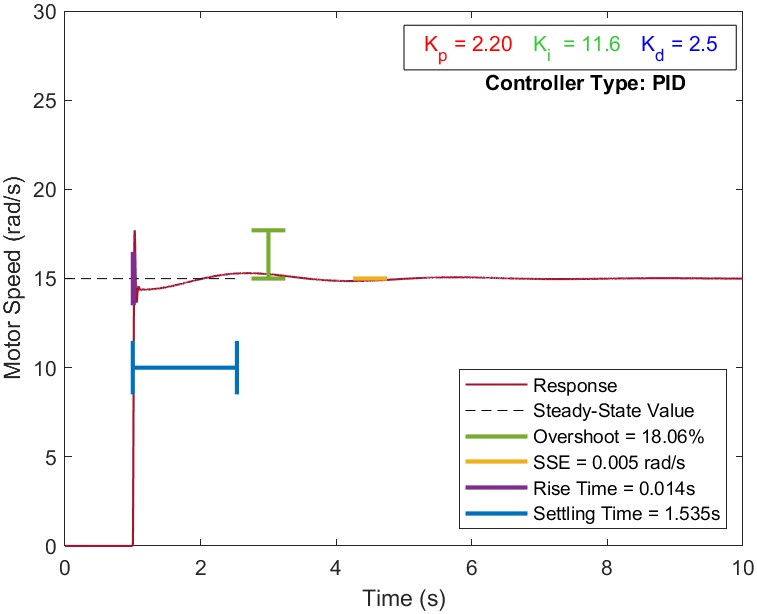 30
25
20
15
10
5
0
Motor Speed (rad/s)
Kp = 2.20 Ki = 11.6 Kd = 2.5
Controller Type: PID
Response
Steady-State Value
Overshoot = 18.06%
SSE = 0.005 rad/s
Rise Time = 0.014s
Settling Time = 1.535s
0 2 4 6 8 10
Time (s)